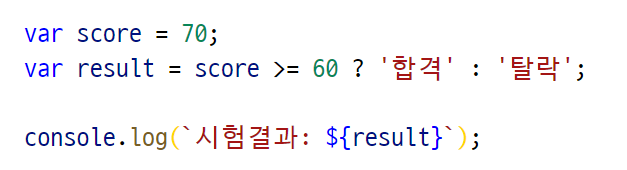 var score = 70;
var result = score >= 60 ? '합격' : '탈락';
console.log(`시험결과: ${result}`);